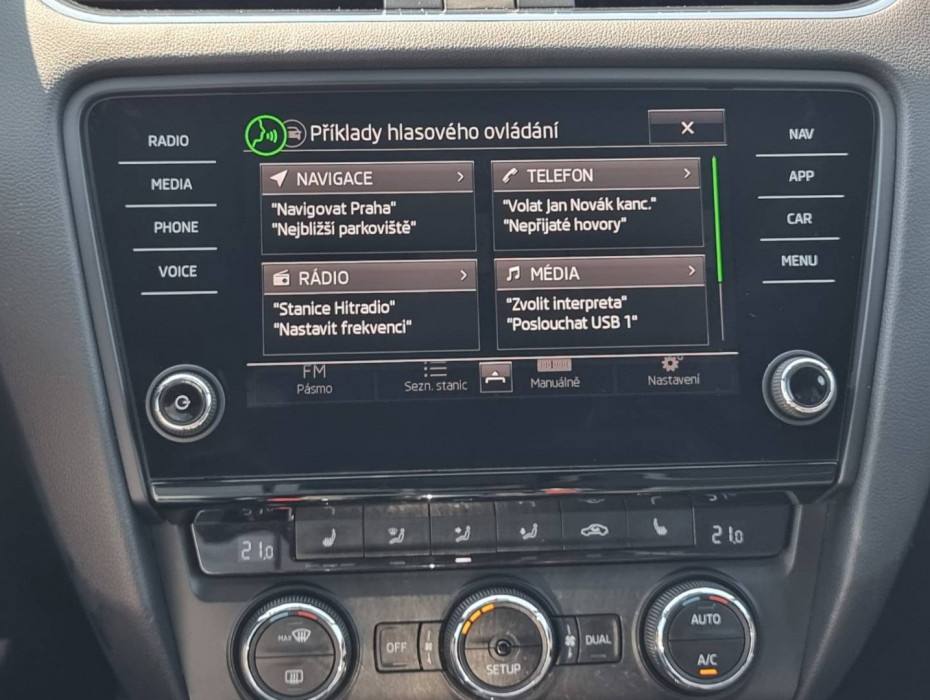 Příklady hlasového ovládání
RADIO
MEDIA
PHONE
VOICE
NAVIGACE
"Navigovat Praha"
"Nejbližší parkoviště"
TELEFON
"Volat Jan Novák kanc."
"Nepřijaté hovory"
RÁDIO
"Stanice Hitradio"
"Nastavit frekvenci"
MÉDIA
"Zvolit interpreta"
"Poslouchat USB 1"
NAV
APP
CAR
MENU
FM
Pásmo
Sezn. stanic
Manuálně
Nastavení
21,0
21,0
MAX
OFF
SETUP
DUAL
AUTO
A/C